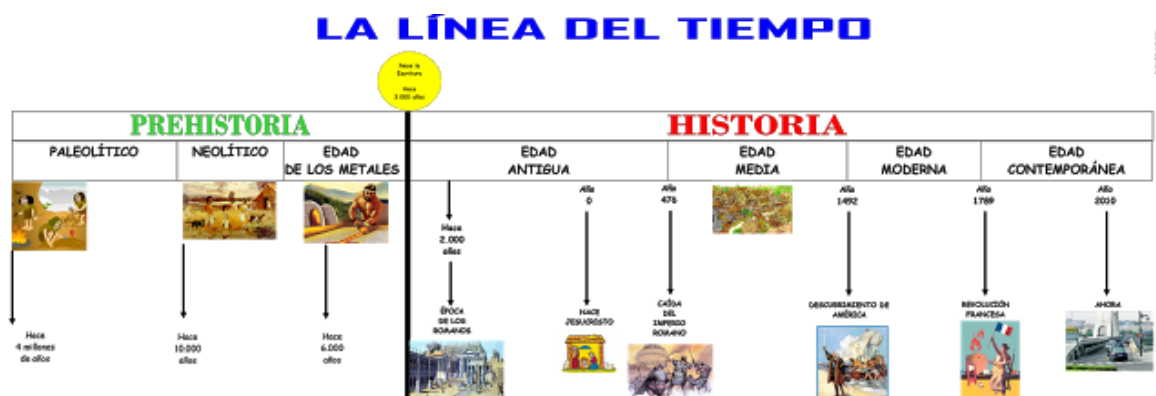 LA LÍNEA DEL TIEMPO
Nace la
Escritura
Hace
3.000 años
PREHISTORIA
HISTORIA
PALEOLÍTICO
NEOLÍTICO
EDAD
DE LOS METALES
EDAD
ANTIGUA
EDAD
MEDIA
EDAD
MODERNA
EDAD
CONTEMPORÁNEA
Año
0
Año
476
Año
1492
Año
1789
Año
2010
Hace
2.000
años
Hace
4 millones
de años
Hace
10.000
años
Hace
6.000
años
ÉPOCA
DE LOS
ROMANOS
NACE
JESUCRISTO
CAÍDA
DEL
IMPERIO
ROMANO
DESCUBRIMIENTO DE
AMÉRICA
REVOLUCIÓN
FRANCESA
AHORA